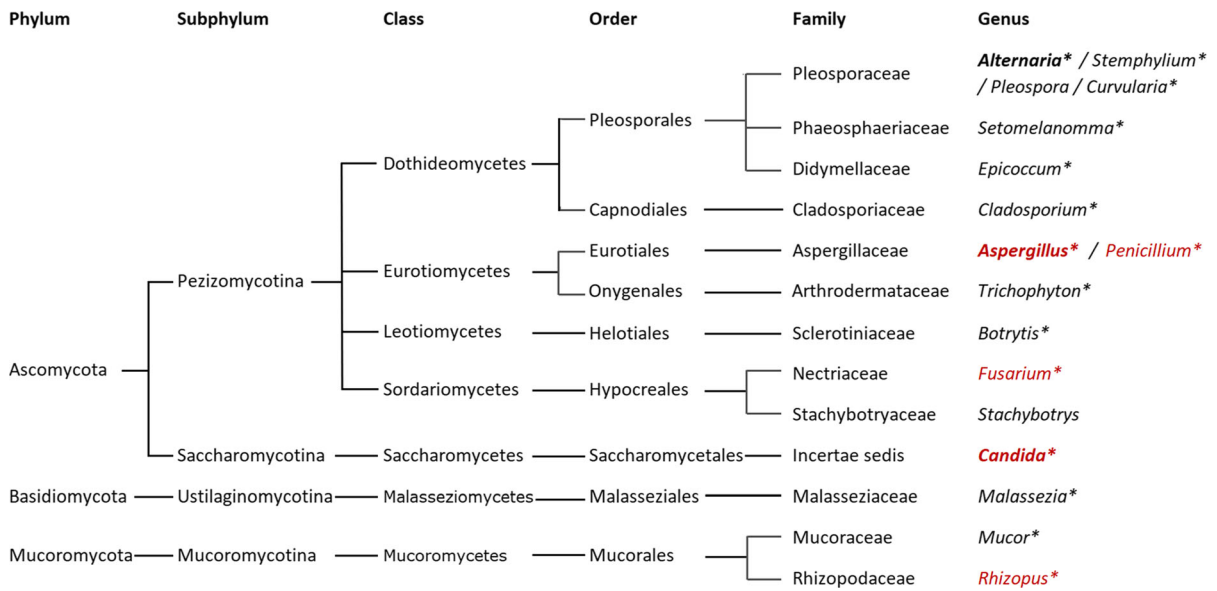 Phylum Subphylum Class Order Family Genus
Alternaria* / Stemphylium*
Pleosporaceae
/ Pleospora / Curvularia*
Pleosporales
Phaeosphaeriaceae Setomelanomma*
Dothideomycetes
Didymellaceae Epicoccum*
Capnodiales Cladosporiaceae Cladosporium*
Eurotiales Aspergillaceae Aspergillus* / Penicillium*
Eurotiomycetes
Pezizomycotina
Onygenales Arthrodermataceae Trichophyton*
Leotiomycetes Helotiales Sclerotiniaceae Botrytis*
Ascomycota
Nectriaceae Fusarium*
Sordariomycetes Hypocreales
Stachybotryaceae Stachybotrys
Saccharomycotina Saccharomycetes Saccharomycetales Incertae sedis Candida*
Basidiomycota Ustilaginomycotina Malasseziomycetes Malasseziales Malasseziaceae Malassezia*
Mucoraceae Mucor*
Mucoromycota Mucoromycotina Mucoromycetes Mucorales
Rhizopodaceae Rhizopus*